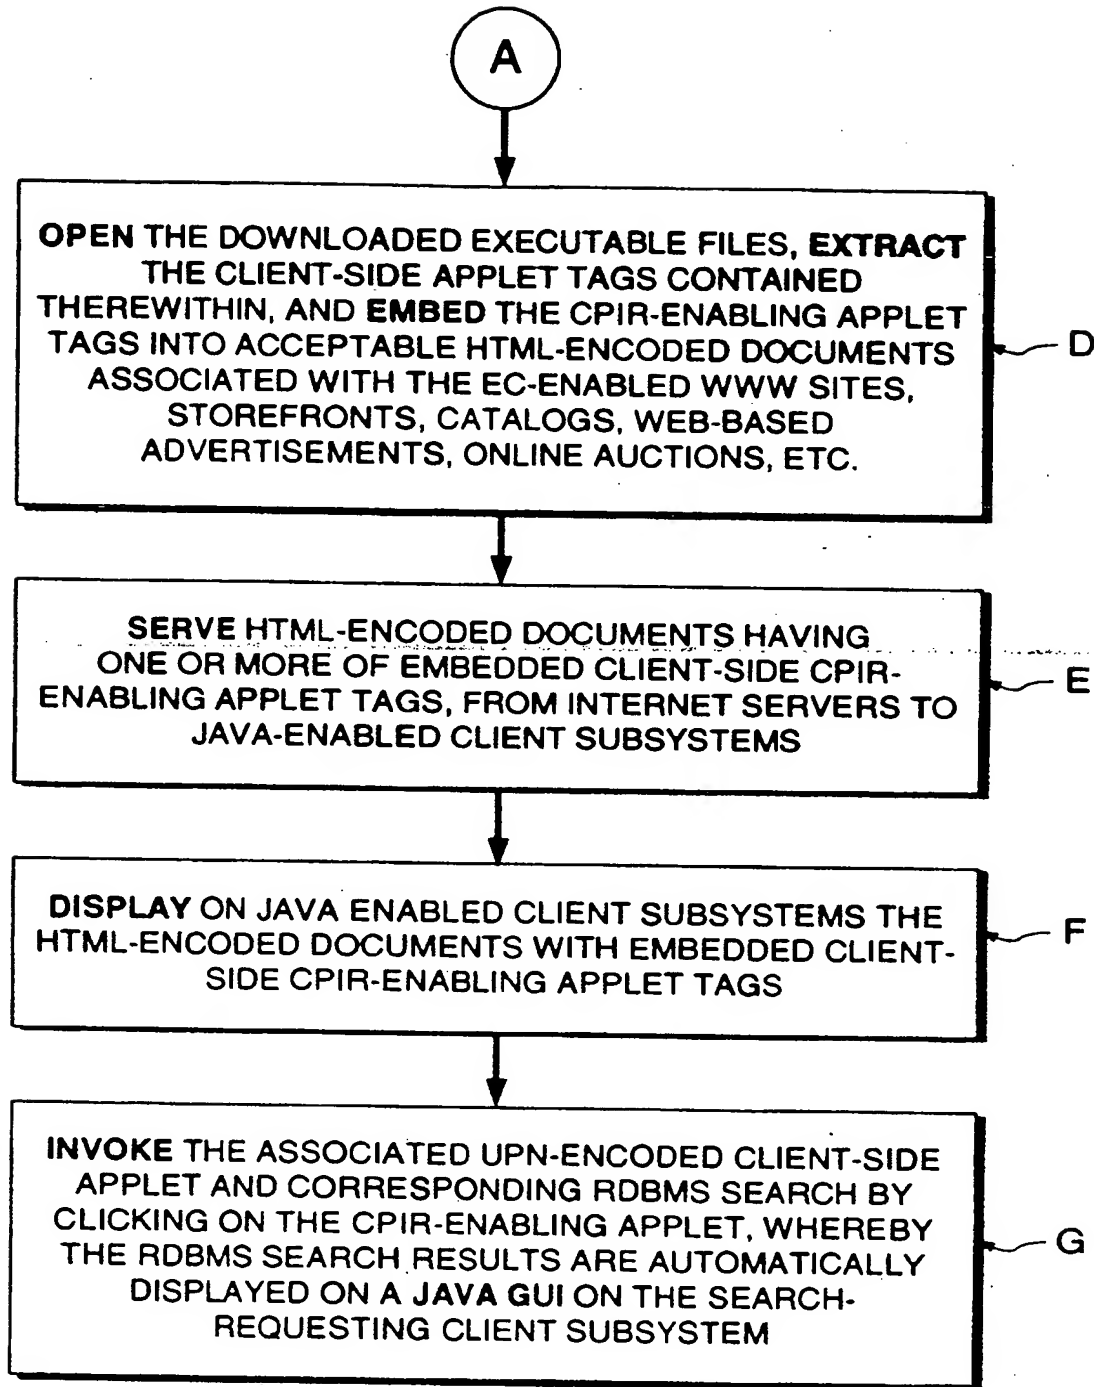 A
OPEN THE DOWNLOADED EXECUTABLE FILES, EXTRACT
THE CLIENT-SIDE APPLET TAGS CONTAINED
THEREWITHIN, AND EMBED THE CPIR-ENABLING APPLET
TAGS INTO ACCEPTABLE HTML-ENCODED DOCUMENTS
ASSOCIATED WITH THE EC-ENABLED WWW SITES,
STOREFRONTS, CATALOGS, WEB-BASED
ADVERTISEMENTS, ONLINE AUCTIONS, ETC.
D
SERVE HTML-ENCODED DOCUMENTS HAVING
ONE OR MORE OF EMBEDDED CLIENT-SIDE CPIR-
ENABLING APPLET TAGS, FROM INTERNET SERVERS TO
JAVA-ENABLED CLIENT SUBSYSTEMS
E
DISPLAY ON JAVA ENABLED CLIENT SUBSYSTEMS THE
HTML-ENCODED DOCUMENTS WITH EMBEDDED CLIENT-
SIDE CPIR-ENABLING APPLET TAGS
F
INVOKE THE ASSOCIATED UPN-ENCODED CLIENT-SIDE
APPLET AND CORRESPONDING RDBMS SEARCH BY
CLICKING ON THE CPIR-ENABLING APPLET, WHEREBY
THE RDBMS SEARCH RESULTS ARE AUTOMATICALLY
DISPLAYED ON A JAVA GUI ON THE SEARCH-
REQUESTING CLIENT SUBSYSTEM
G